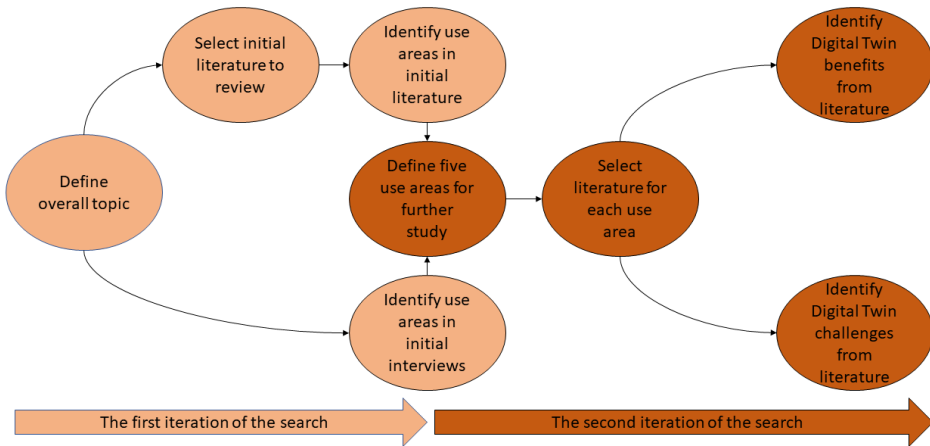 Define
overall topic
Select initial
literature to
review
Identify use
areas in
initial
literature
Define five
use areas for
further
study
Identify use
areas in
initial
interviews
Select
literature for
each use
area
Identify
Digital Twin
benefits
from
literature
Identify
Digital Twin
challenges
from
literature
The first iteration of the search
The second iteration of the search